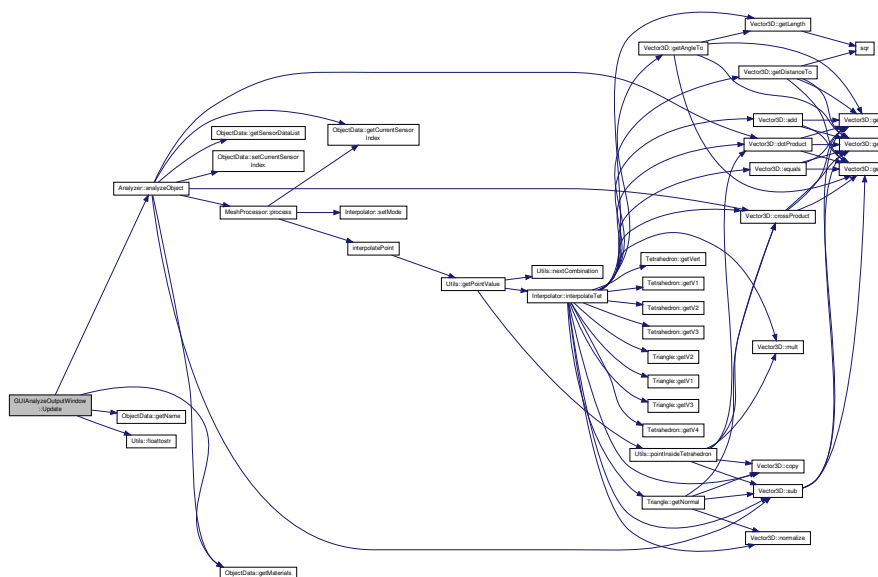 Vector3D::getLength
Vector3D::getAngleTo
sqr
Vector3D::getDistanceTo
ObjectData::getSensorDataList
ObjectData::getCurrentSensor
Index
Vector3D::add
Vector3D::ge
Vector3D::dotProduct
Vector3D::ge
ObjectData::setCurrentSensor
Index
Vector3D::equals
Vector3D::ge
Analyzer::analyzeObject
MeshProcessor::process
Interpolator::setMode
Vector3D::crossProduct
interpolatePoint
Tetrahedron::getVert
Utils::nextCombination
Utils::getPointValue
Tetrahedron::getV1
Interpolator::interpolateTet
Tetrahedron::getV2
Tetrahedron::getV3
Vector3D::mult
Triangle::getV2
Triangle::getV1
GUIAnalyzeOutputWindow
::Update
Triangle::getV3
ObjectData::getName
Tetrahedron::getV4
Utils::floattostr
Utils::pointInsideTetrahedron
Vector3D::copy
Vector3D::sub
Triangle::getNormal
Vector3D::normalize
ObjectData::getMaterials